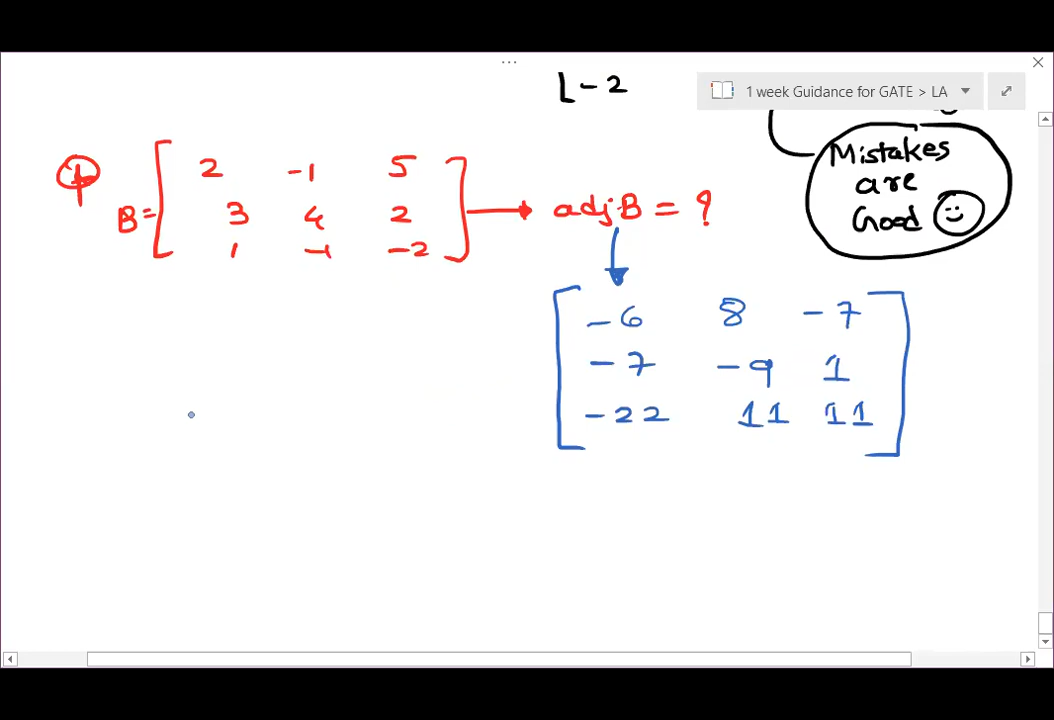 L - 2
1 week Guidance for GATE > LA
Mistakes
are
Good
2 -1 5
B = 3 4 2 → adj·B = ?
1 -1 -2
-6 8 -7
-7 -9 1
-22 11 11